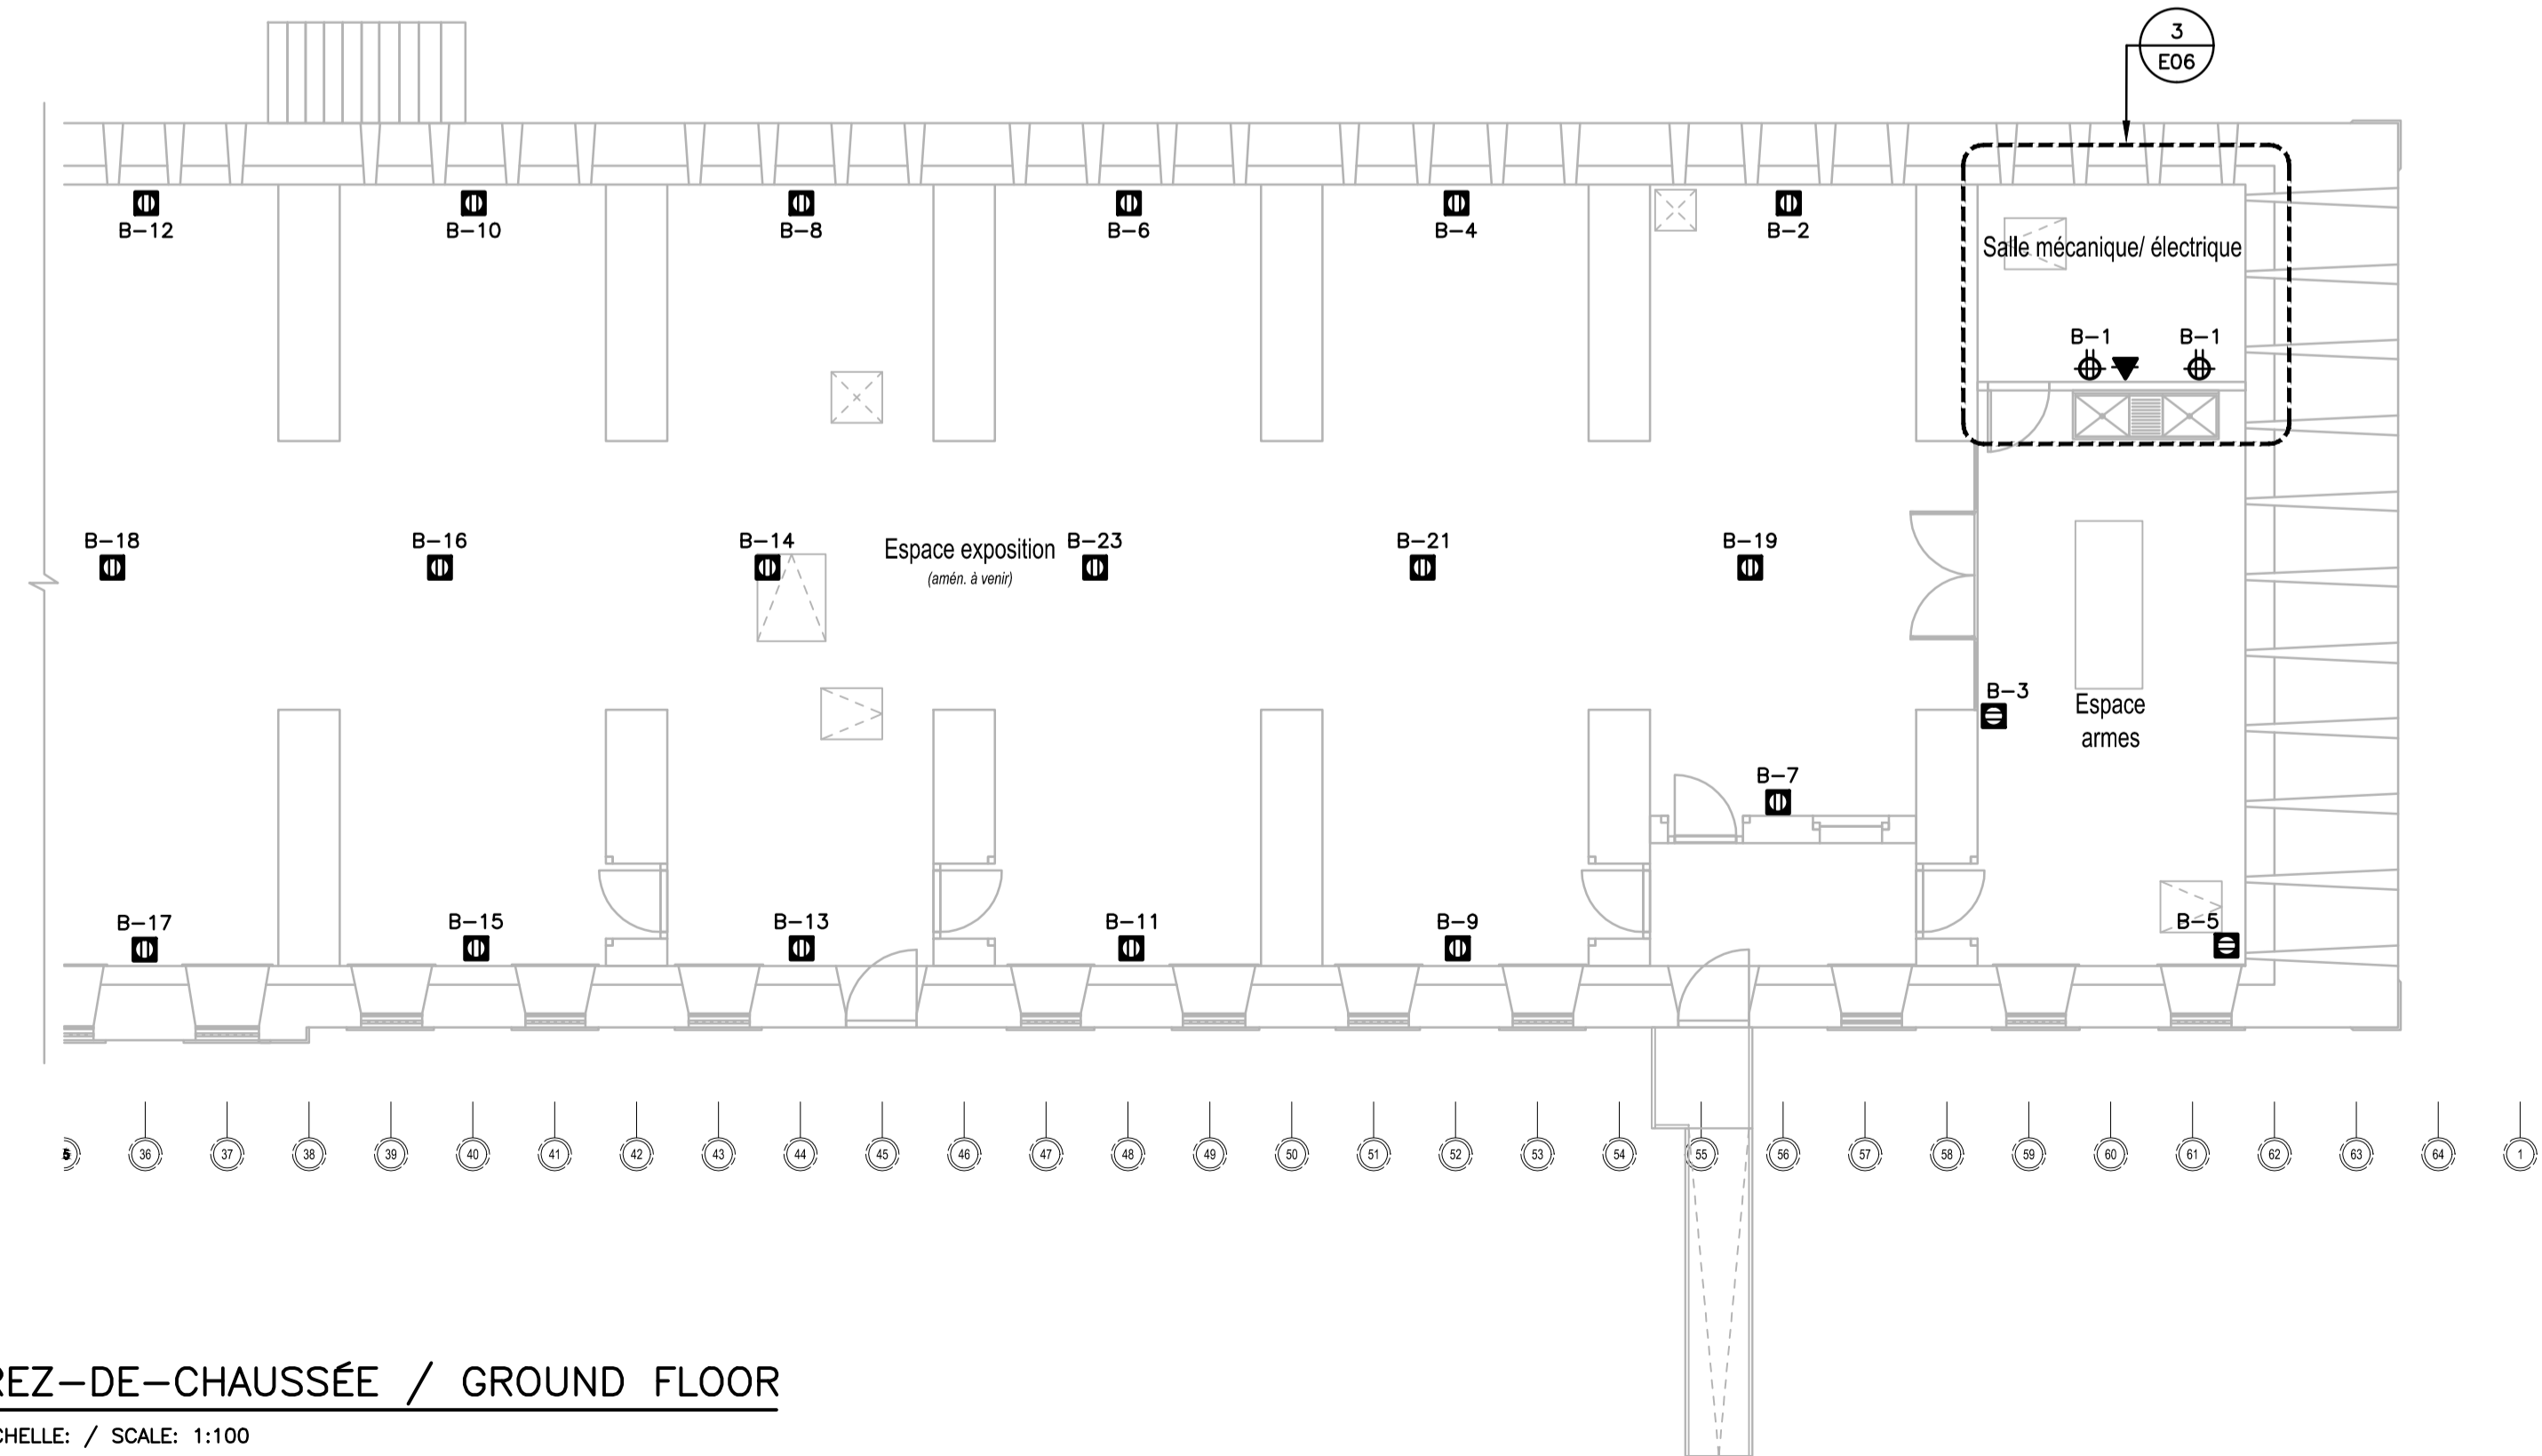 3
E06
B-12
B-10
B-8
B-6
B-4
B-2
Salle mécanique/ électrique
B-1
B-1
B-18
B-16
B-14
Espace exposition
(amén. à venir)
B-23
B-21
B-19
B-3
Espace
armes
B-7
B-17
B-15
B-13
B-11
B-9
B-5
36 37 38 39 40 41 42 43 44 45 46 47 48 49 50 51 52 53 54 55 56 57 58 59 60 61 62 63 64 1
REZ-DE-CHAUSSÉE / GROUND FLOOR
CHELLE: / SCALE: 1:100